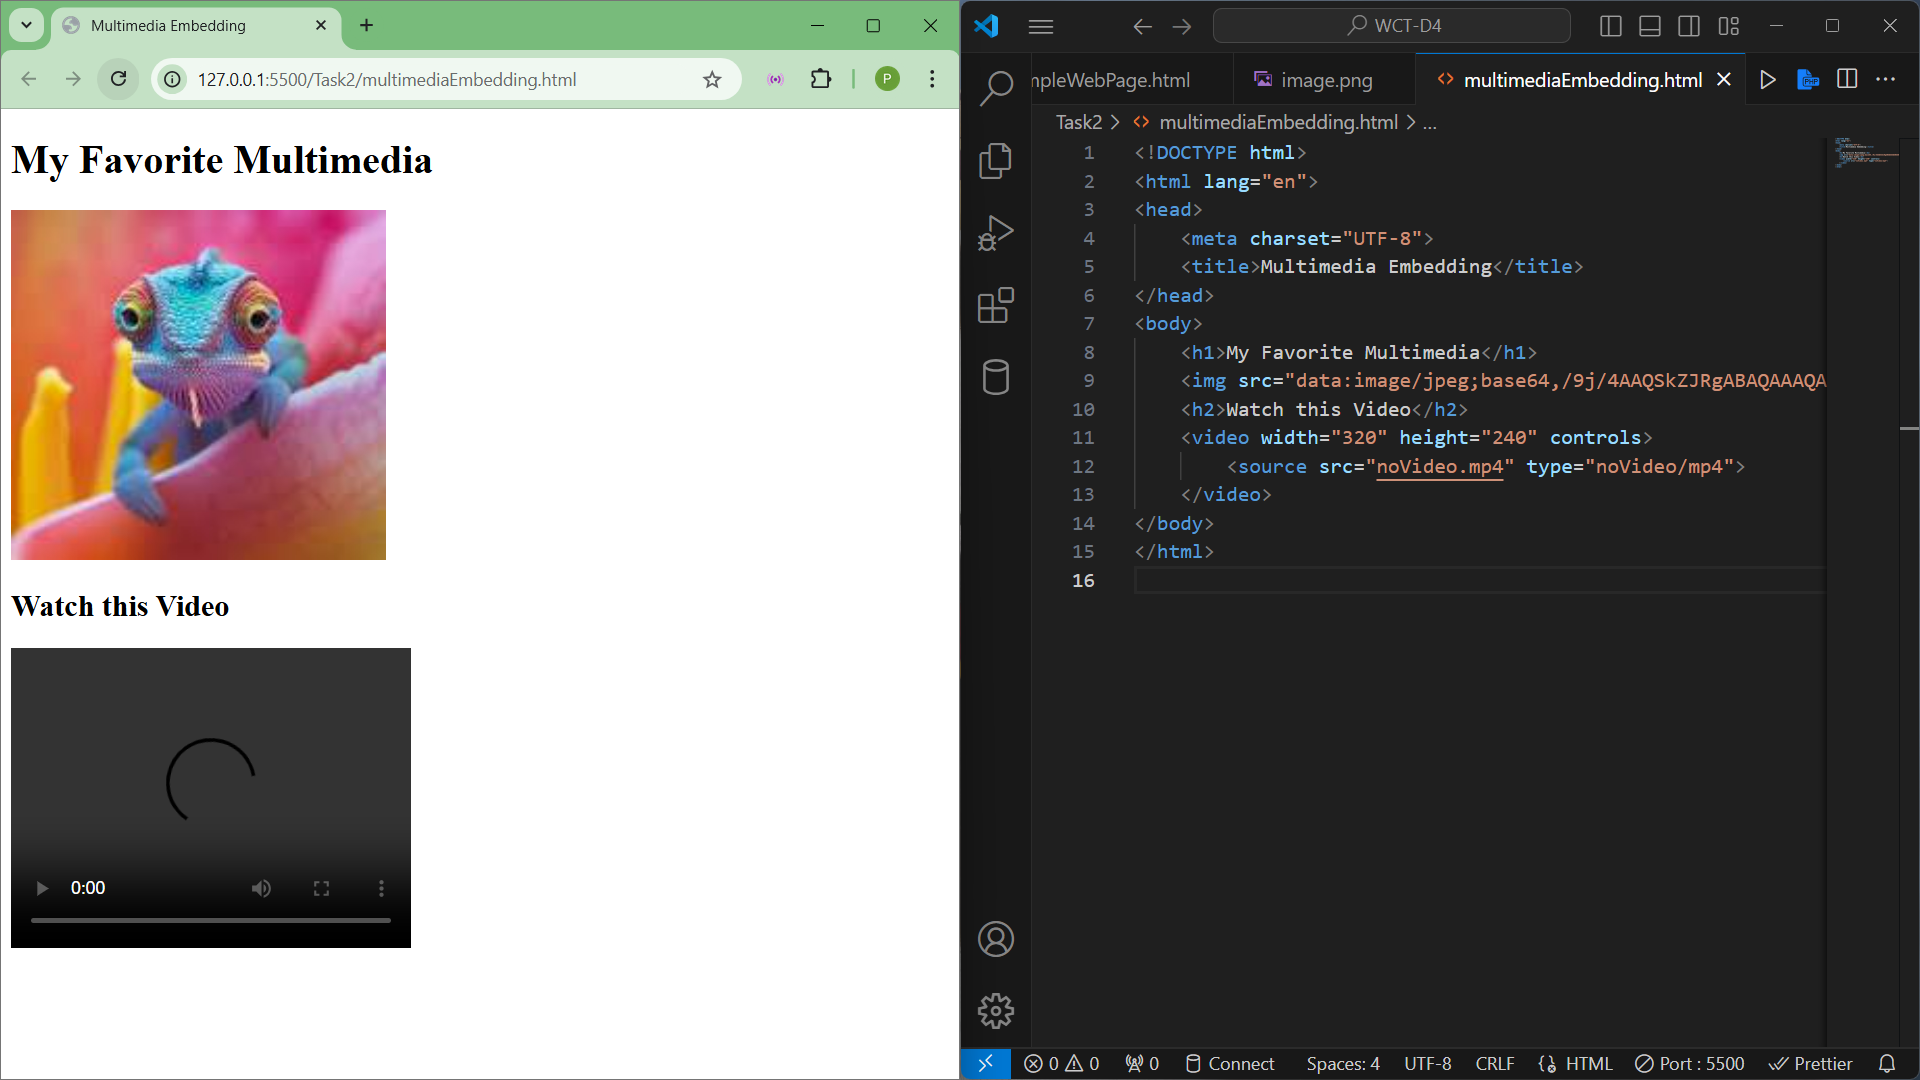 Multimedia Embedding
127.0.0.1:5500/Task2/multimediaEmbedding.html
P
My Favorite Multimedia
Watch this Video
0:00
WCT-D4
mpleWebPage.html
image.png
multimediaEmbedding.html
PHP
Task2 > multimediaEmbedding.html > ...
1 <!DOCTYPE html>
2 <html lang="en">
3 <head>
4 <meta charset="UTF-8">
5 <title>Multimedia Embedding</title>
6 </head>
7 <body>
8 <h1>My Favorite Multimedia</h1>
9 <img src="data:image/jpeg;base64,/9j/4AAQSkZJRgABAQAAAQA
10 <h2>Watch this Video</h2>
11 <video width="320" height="240" controls>
12 <source src="noVideo.mp4" type="noVideo/mp4">
13 </video>
14 </body>
15 </html>
16
0 0 0 Connect Spaces: 4 UTF-8 CRLF HTML Port : 5500 Prettier